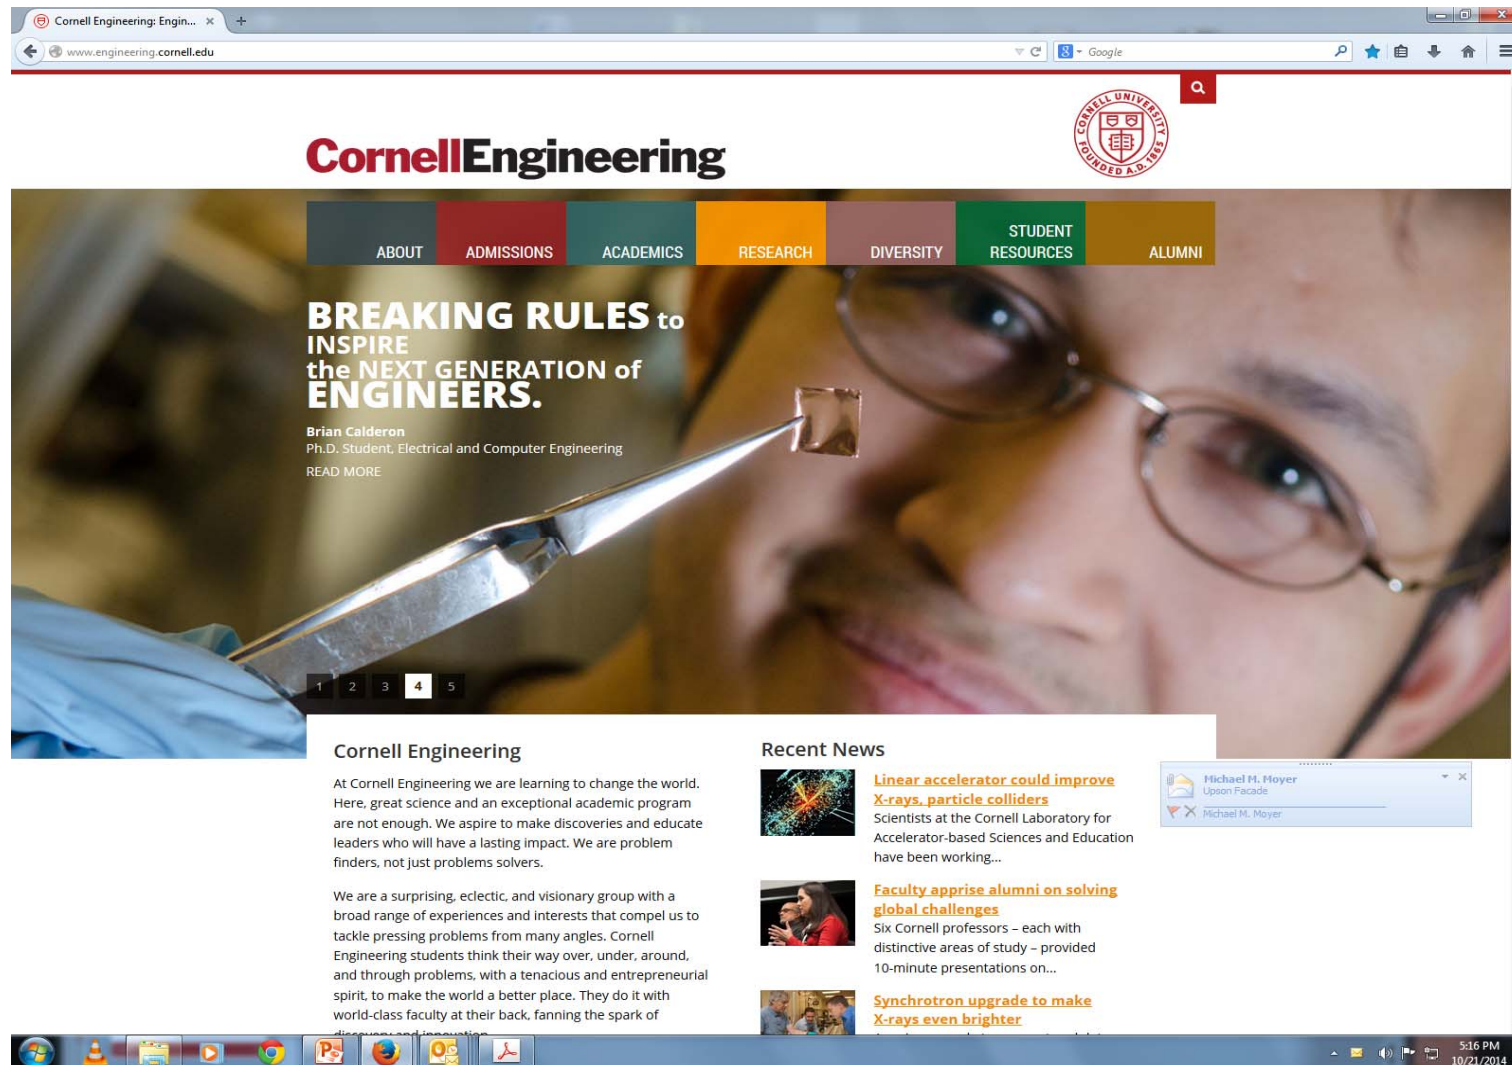 Cornell Engineering: Engin...
www.engineering.cornell.edu
Google
CornellEngineering
CORNELL UNIVERSITY
FOUNDED A.D. 1865
ABOUT
ADMISSIONS
ACADEMICS
RESEARCH
DIVERSITY
STUDENT
RESOURCES
ALUMNI
BREAKING RULES to
INSPIRE
the NEXT GENERATION of
ENGINEERS.
Brian Calderon
Ph.D. Student, Electrical and Computer Engineering
READ MORE
1 2 3 4 5
Cornell Engineering
At Cornell Engineering we are learning to change the world.
Here, great science and an exceptional academic program
are not enough. We aspire to make discoveries and educate
leaders who will have a lasting impact. We are problem
finders, not just problems solvers.
We are a surprising, eclectic, and visionary group with a
broad range of experiences and interests that compel us to
tackle pressing problems from many angles. Cornell
Engineering students think their way over, under, around,
and through problems, with a tenacious and entrepreneurial
spirit, to make the world a better place. They do it with
world-class faculty at their back, fanning the spark of
discovery and innovation
Recent News
Linear accelerator could improve
X-rays, particle colliders
Scientists at the Cornell Laboratory for
Accelerator-based Sciences and Education
have been working...
Faculty apprise alumni on solving
global challenges
Six Cornell professors – each with
distinctive areas of study – provided
10-minute presentations on...
Synchrotron upgrade to make
X-rays even brighter
Michael M. Moyer
Upson Facade
Michael M. Moyer
5:16 PM
10/21/2014